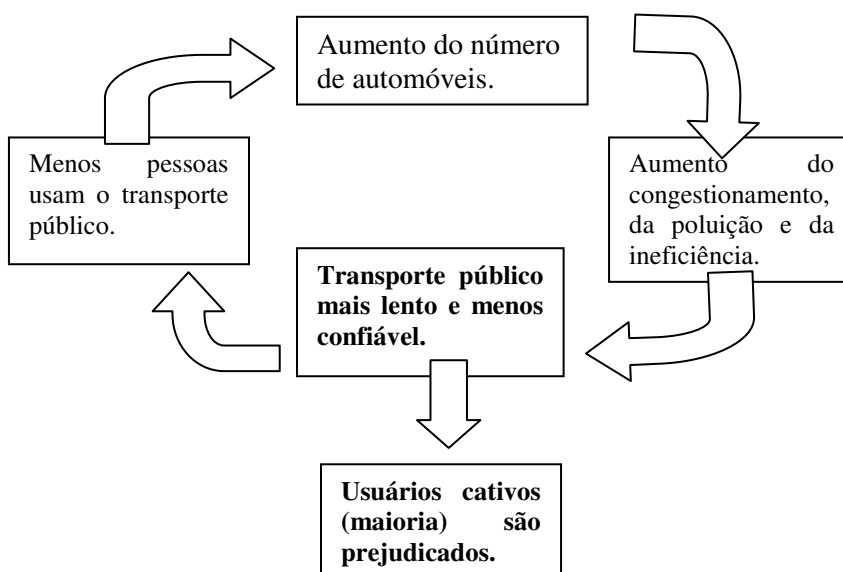 Aumento do número
de automóveis.
Menos pessoas
usam o transporte
público.
Aumento do
congestionamento,
da poluição e da
ineficiência.
Transporte público
mais lento e menos
confiável.
Usuários cativos
(maioria) são
prejudicados.